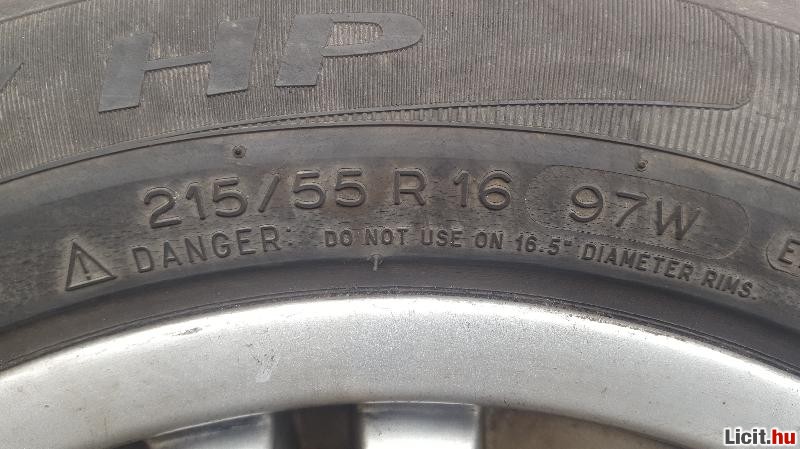 HP
215/55 R 16 97W
DANGER: DO NOT USE ON 16.5" DIAMETER RIMS.
Licit.hu